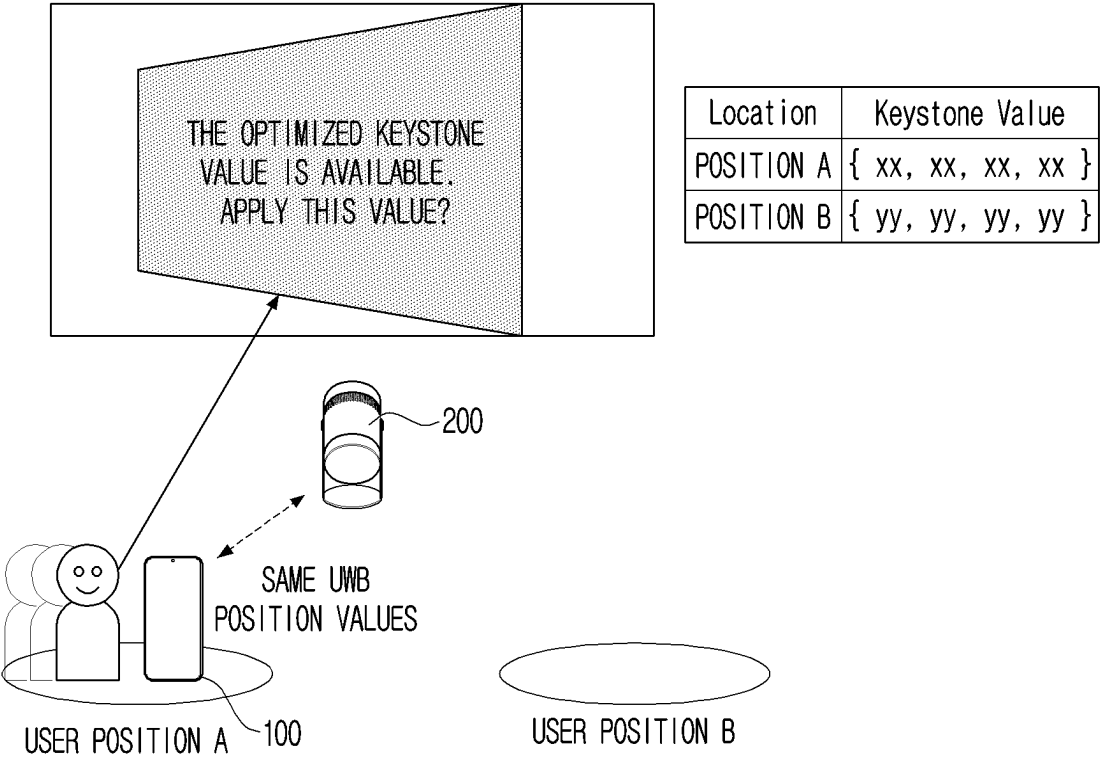 THE OPTIMIZED KEYSTONE
VALUE IS AVAILABLE.
APPLY THIS VALUE?
Location Keystone Value
POSITION A { xx, xx, xx, xx }
POSITION B { yy, yy, yy, yy }
200
SAME UWB
POSITION VALUES
100
USER POSITION A
USER POSITION B